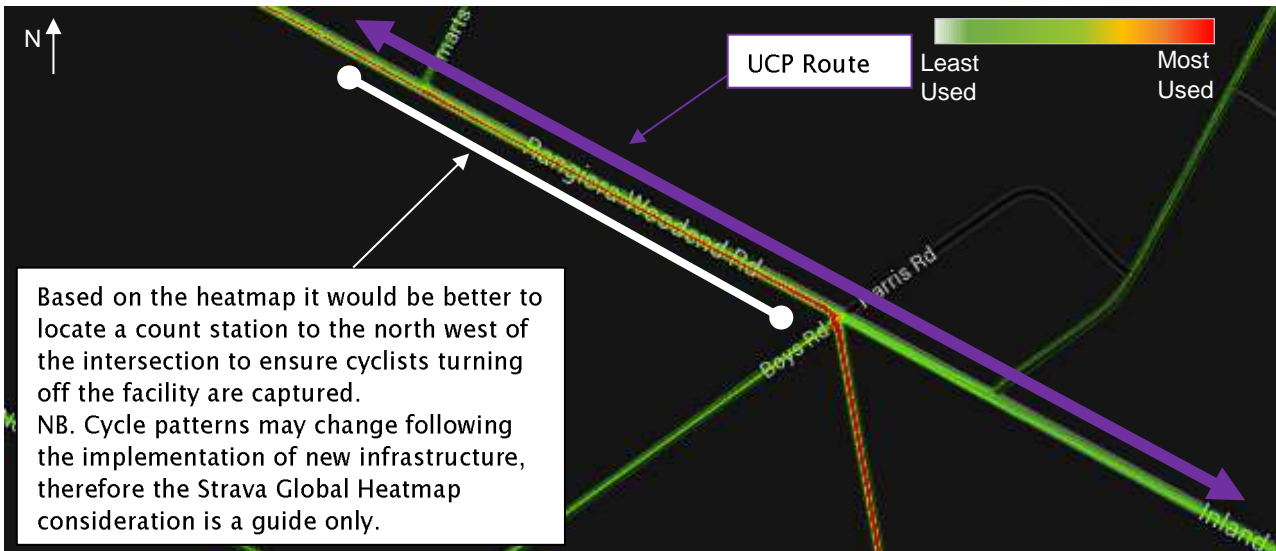 N
marts
UCP Route
Least
Used
Most
Used
Rangiora Woodend Rd
Harris Rd
Boys Rd
Inland
Based on the heatmap it would be better to
locate a count station to the north west of
the intersection to ensure cyclists turning
off the facility are captured.
NB. Cycle patterns may change following
the implementation of new infrastructure,
therefore the Strava Global Heatmap
consideration is a guide only.